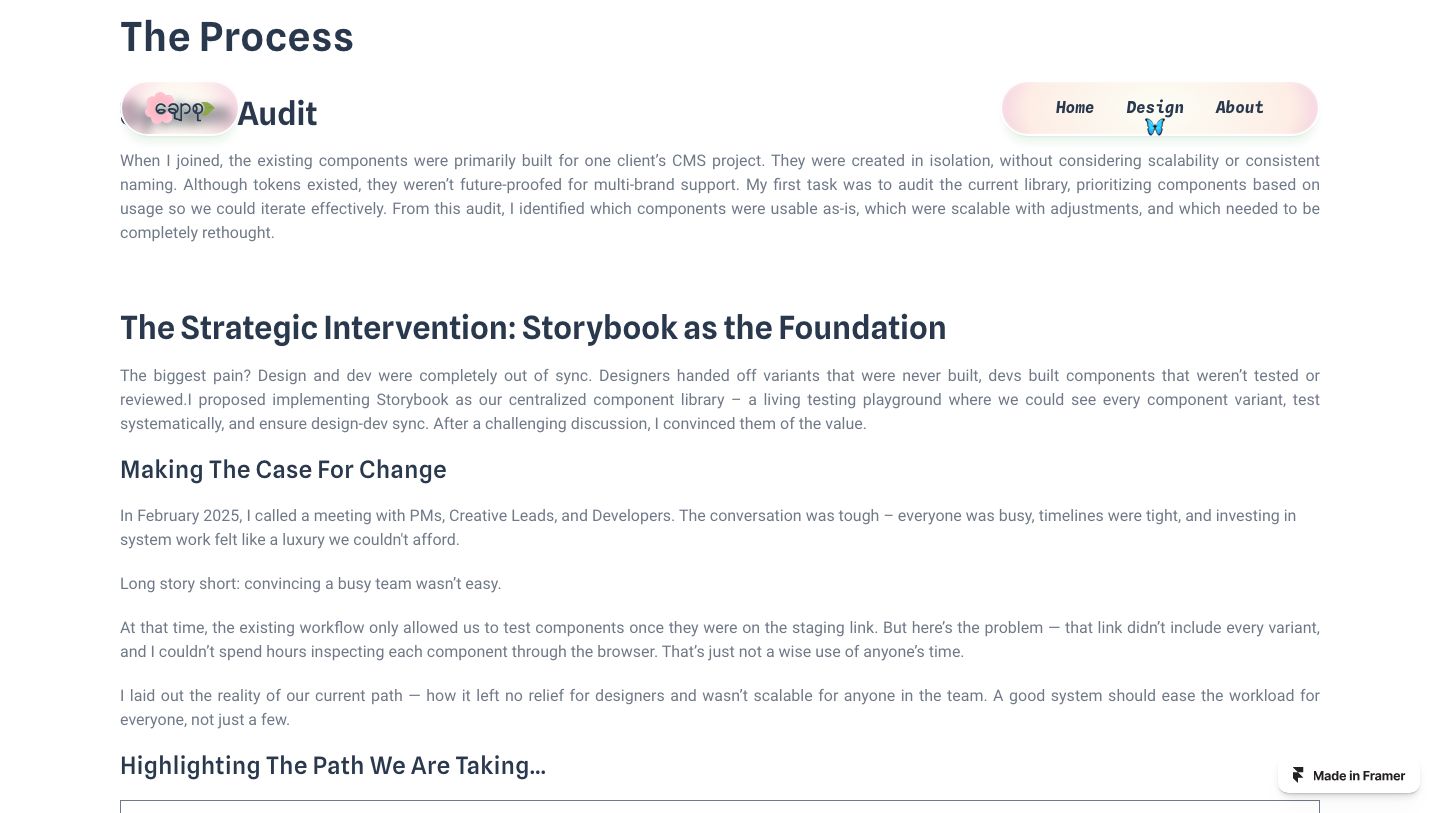 The Process
ချောစု
Audit
Home Design About
When I joined, the existing components were primarily built for one client’s CMS project. They were created in isolation, without considering scalability or consistent
naming. Although tokens existed, they weren’t future-proofed for multi-brand support. My first task was to audit the current library, prioritizing components based on
usage so we could iterate effectively. From this audit, I identified which components were usable as-is, which were scalable with adjustments, and which needed to be
completely rethought.
The Strategic Intervention: Storybook as the Foundation
The biggest pain? Design and dev were completely out of sync. Designers handed off variants that were never built, devs built components that weren’t tested or
reviewed.I proposed implementing Storybook as our centralized component library – a living testing playground where we could see every component variant, test
systematically, and ensure design-dev sync. After a challenging discussion, I convinced them of the value.
Making The Case For Change
In February 2025, I called a meeting with PMs, Creative Leads, and Developers. The conversation was tough – everyone was busy, timelines were tight, and investing in
system work felt like a luxury we couldn't afford.
Long story short: convincing a busy team wasn’t easy.
At that time, the existing workflow only allowed us to test components once they were on the staging link. But here’s the problem — that link didn’t include every variant,
and I couldn’t spend hours inspecting each component through the browser. That’s just not a wise use of anyone’s time.
I laid out the reality of our current path — how it left no relief for designers and wasn’t scalable for anyone in the team. A good system should ease the workload for
everyone, not just a few.
Highlighting The Path We Are Taking...
Made in Framer